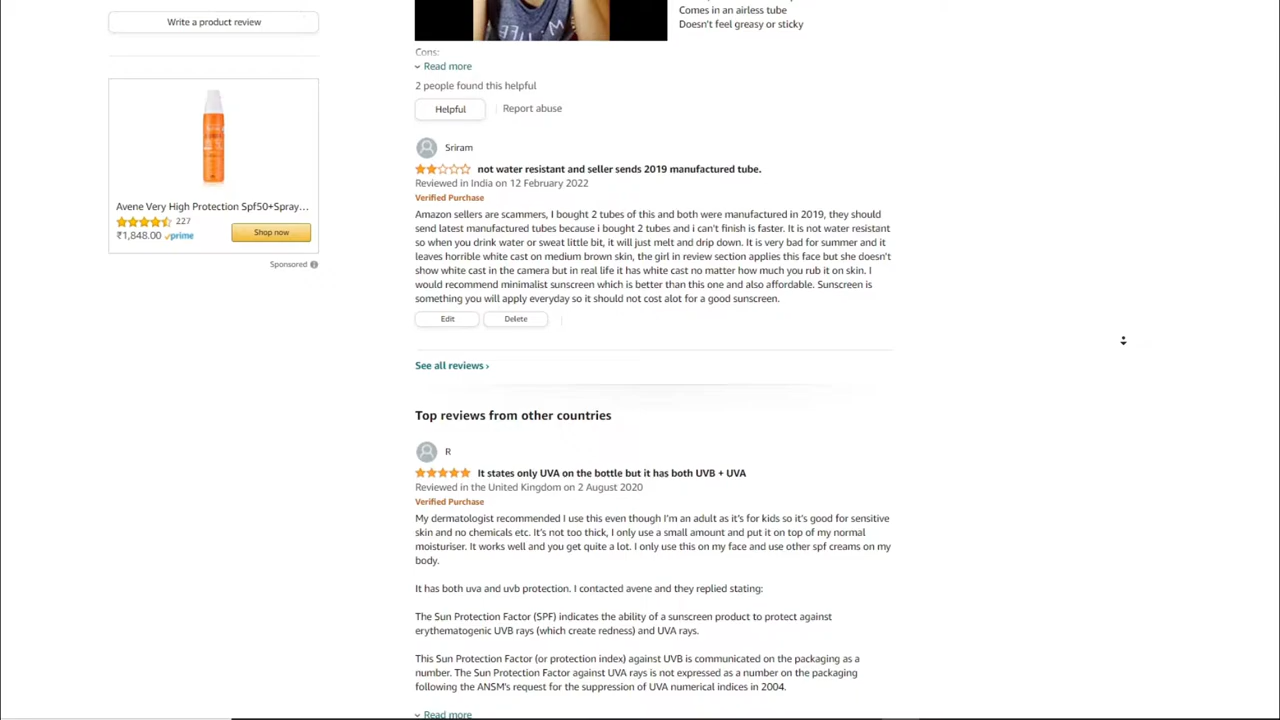 Write a product review
Comes in an airless tube
Doesn't feel greasy or sticky
Cons:
Read more
2 people found this helpful
Helpful
Report abuse
Avene Very High Protection Spf50+Spray…
227
₹1,848.00 prime
Shop now
Sponsored
Sriram
not water resistant and seller sends 2019 manufactured tube.
Reviewed in India on 12 February 2022
Verified Purchase
Amazon sellers are scammers, I bought 2 tubes of this and both were manufactured in 2019, they should
send latest manufactured tubes because i bought 2 tubes and i can't finish is faster. It is not water resistant
so when you drink water or sweat little bit, it will just melt and drip down. It is very bad for summer and it
leaves horrible white cast on medium brown skin, the girl in review section applies this face but she doesn't
show white cast in the camera but in real life it has white cast no matter how much you rub it on skin. I
would recommend minimalist sunscreen which is better than this one and also affordable. Sunscreen is
something you will apply everyday so it should not cost alot for a good sunscreen.
Edit
Delete
See all reviews ›
Top reviews from other countries
R
It states only UVA on the bottle but it has both UVB + UVA
Reviewed in the United Kingdom on 2 August 2020
Verified Purchase
My dermatologist recommended I use this even though I'm an adult as it's for kids so it's good for sensitive
skin and no chemicals etc. It's not too thick, I only use a small amount and put it on top of my normal
moisturiser. It works well and you get quite a lot. I only use this on my face and use other spf creams on my
body.
It has both uva and uvb protection. I contacted avene and they replied stating:
The Sun Protection Factor (SPF) indicates the ability of a sunscreen product to protect against
erythematogenic UVB rays (which create redness) and UVA rays.
This Sun Protection Factor (or protection index) against UVB is communicated on the packaging as a
number. The Sun Protection Factor against UVA rays is not expressed as a number on the packaging
following the ANSM's request for the suppression of UVA numerical indices in 2004.
Read more